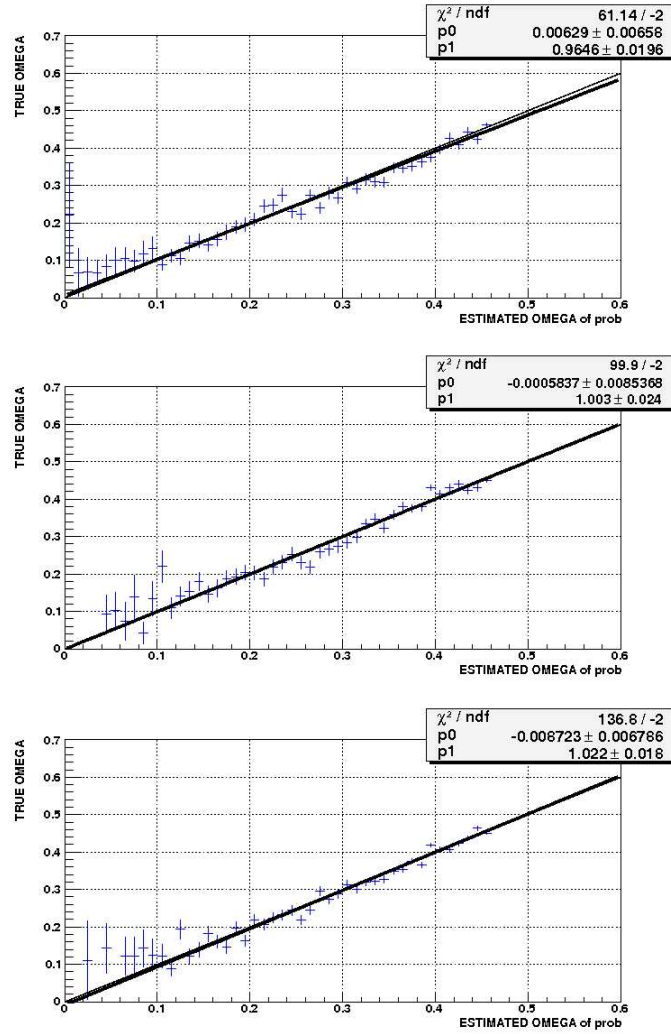 χ² / ndf 61.14 / -2
p0 0.00629 ± 0.00658
p1 0.9646 ± 0.0196
TRUE OMEGA
0.7
0.6
0.5
0.4
0.3
0.2
0.1
0
0 0.1 0.2 0.3 0.4 0.5 0.6
ESTIMATED OMEGA of prob
χ² / ndf 99.9 / -2
p0 -0.0005837 ± 0.0085368
p1 1.003 ± 0.024
TRUE OMEGA
0.7
0.6
0.5
0.4
0.3
0.2
0.1
0
0 0.1 0.2 0.3 0.4 0.5 0.6
ESTIMATED OMEGA of prob
χ² / ndf 136.8 / -2
p0 -0.008723 ± 0.006786
p1 1.022 ± 0.018
TRUE OMEGA
0.7
0.6
0.5
0.4
0.3
0.2
0.1
0
0 0.1 0.2 0.3 0.4 0.5 0.6
ESTIMATED OMEGA of prob